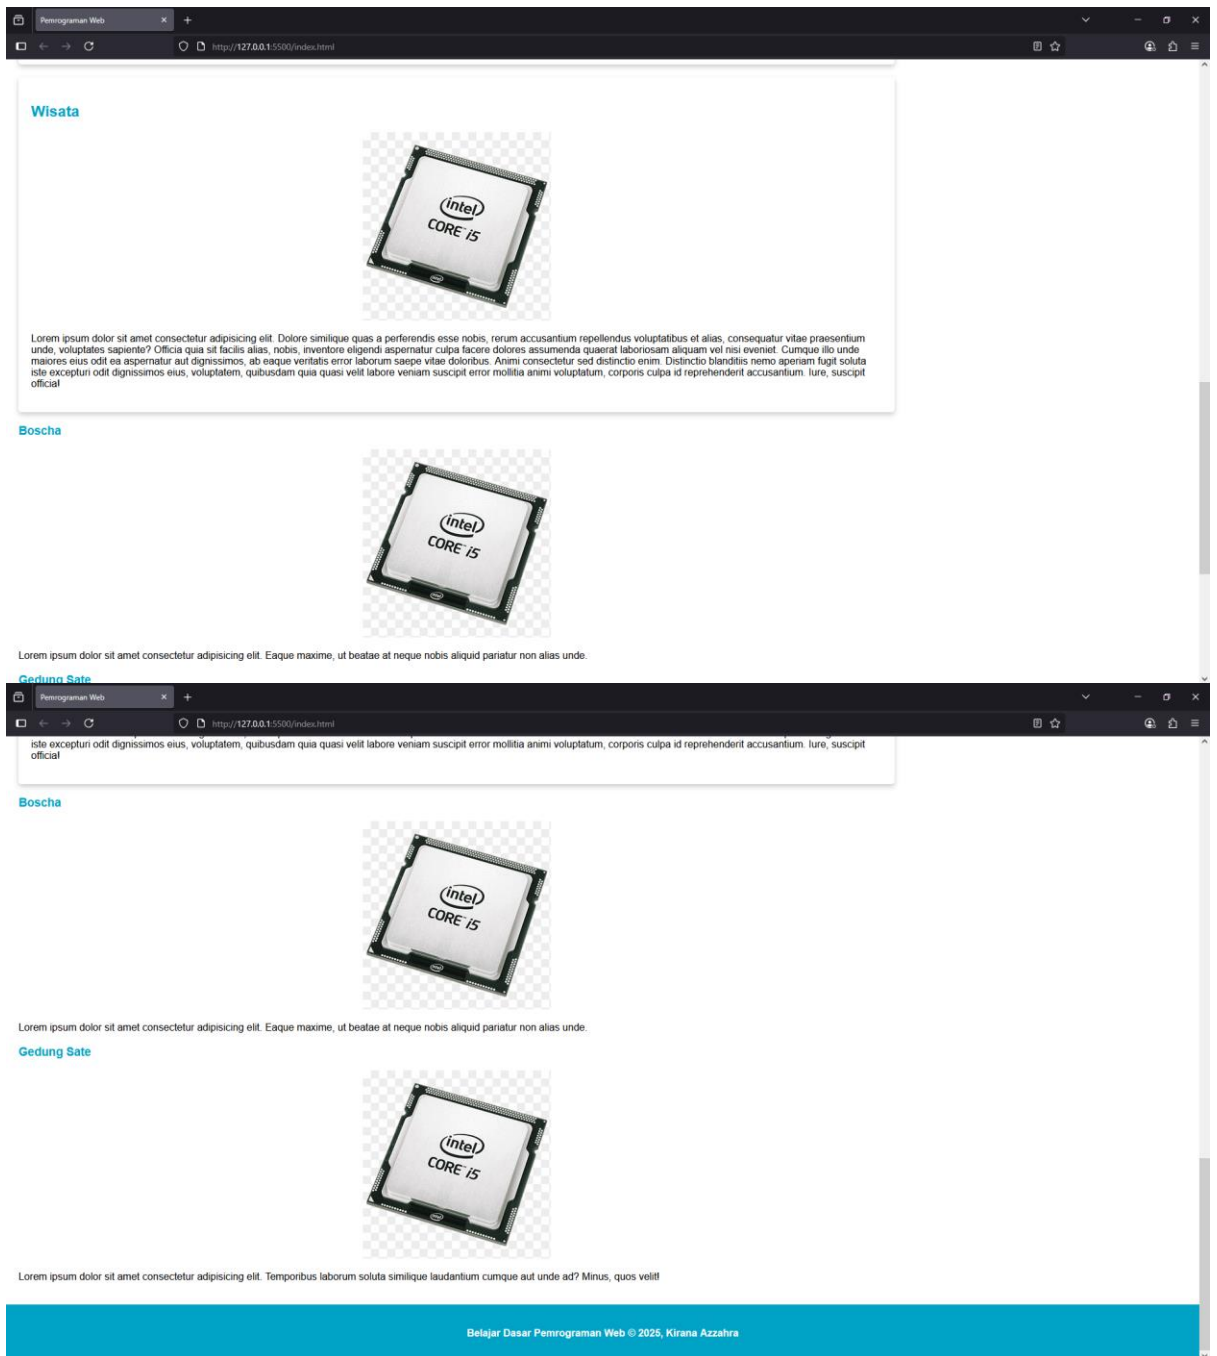 Pemrograman Web
http://127.0.0.1:5500/index.html
Wisata
intel
CORE i5
intel
Lorem ipsum dolor sit amet consectetur adipisicing elit. Dolore similique quas a perferendis esse nobis, rerum accusantium repellendus voluptatibus et alias, consequatur vitae praesentium
unde, voluptates sapiente? Officia quia sit facilis alias, nobis, inventore eligendi aspernatur culpa facere dolores assumenda quaerat laboriosam aliquam vel nisi eveniet. Cumque illo unde
maiores eius odit ea aspernatur aut dignissimos, ab eaque veritatis error laborum saepe vitae doloribus. Animi consectetur sed distinctio enim. Distinctio blanditiis nemo aperiam fugit soluta
iste excepturi odit dignissimos eius, voluptatem, quibusdam quia quasi velit labore veniam suscipit error mollitia animi voluptatum, corporis culpa id reprehenderit accusantium. Iure, suscipit
officia!
Boscha
intel
CORE i5
intel
Lorem ipsum dolor sit amet consectetur adipisicing elit. Eaque maxime, ut beatae at neque nobis aliquid pariatur non alias unde.
Gedung Sate
Pemrograman Web
http://127.0.0.1:5500/index.html
iste excepturi odit dignissimos eius, voluptatem, quibusdam quia quasi velit labore veniam suscipit error mollitia animi voluptatum, corporis culpa id reprehenderit accusantium. Iure, suscipit
officia!
Boscha
intel
CORE i5
intel
Lorem ipsum dolor sit amet consectetur adipisicing elit. Eaque maxime, ut beatae at neque nobis aliquid pariatur non alias unde.
Gedung Sate
intel
CORE i5
intel
Lorem ipsum dolor sit amet consectetur adipisicing elit. Temporibus laborum soluta similique laudantium cumque aut unde ad? Minus, quos velit!
Belajar Dasar Pemrograman Web © 2025, Kirana Azzahra